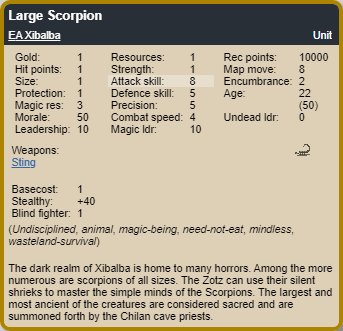 Large Scorpion
EA Xibalba Unit
Gold: 1 Resources: 1 Rec points: 10000
Hit points: 1 Strength: 1 Map move: 8
Size: 1 Attack skill: 8 Encumbrance: 2
Protection: 1 Defence skill: 5 Age: 22
Magic res: 3 Precision: 5 (50)
Morale: 50 Combat speed: 4 Undead ldr: 0
Leadership: 10 Magic ldr: 10
Weapons:
Sting
Basecost: 1
Stealthy: +40
Blind fighter: 1
(Undisciplined, animal, magic-being, need-not-eat, mindless,
wasteland-survival)
The dark realm of Xibalba is home to many horrors. Among the more
numerous are scorpions of all sizes. The Zotz can use their silent
shrieks to master the simple minds of the Scorpions. The largest and
most ancient of the creatures are considered sacred and are
summoned forth by the Chilan cave priests.